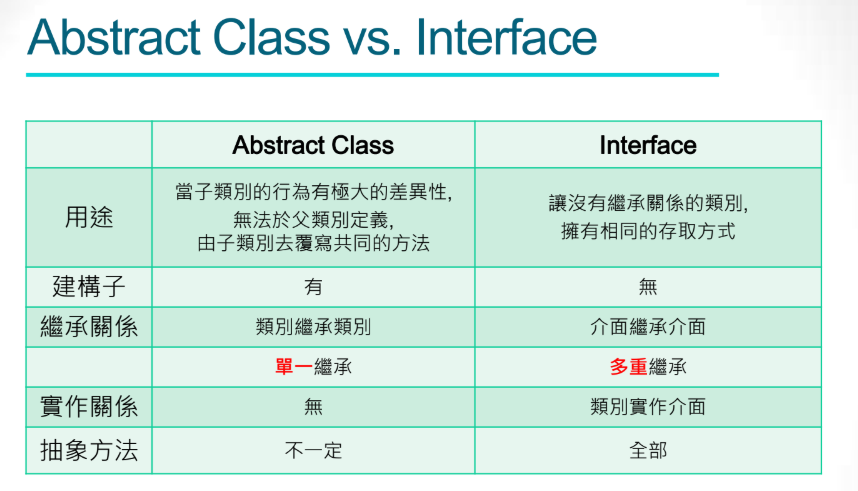 Abstract Class vs. Interface
Abstract Class
Interface
用途
當子類別的行為有極大的差異性,
無法於父類別定義,
由子類別去覆寫共同的方法
讓沒有繼承關係的類別,
擁有相同的存取方式
建構子
有
無
繼承關係
類別繼承類別
介面繼承介面
單一繼承
多重繼承
實作關係
無
類別實作介面
抽象方法
不一定
全部